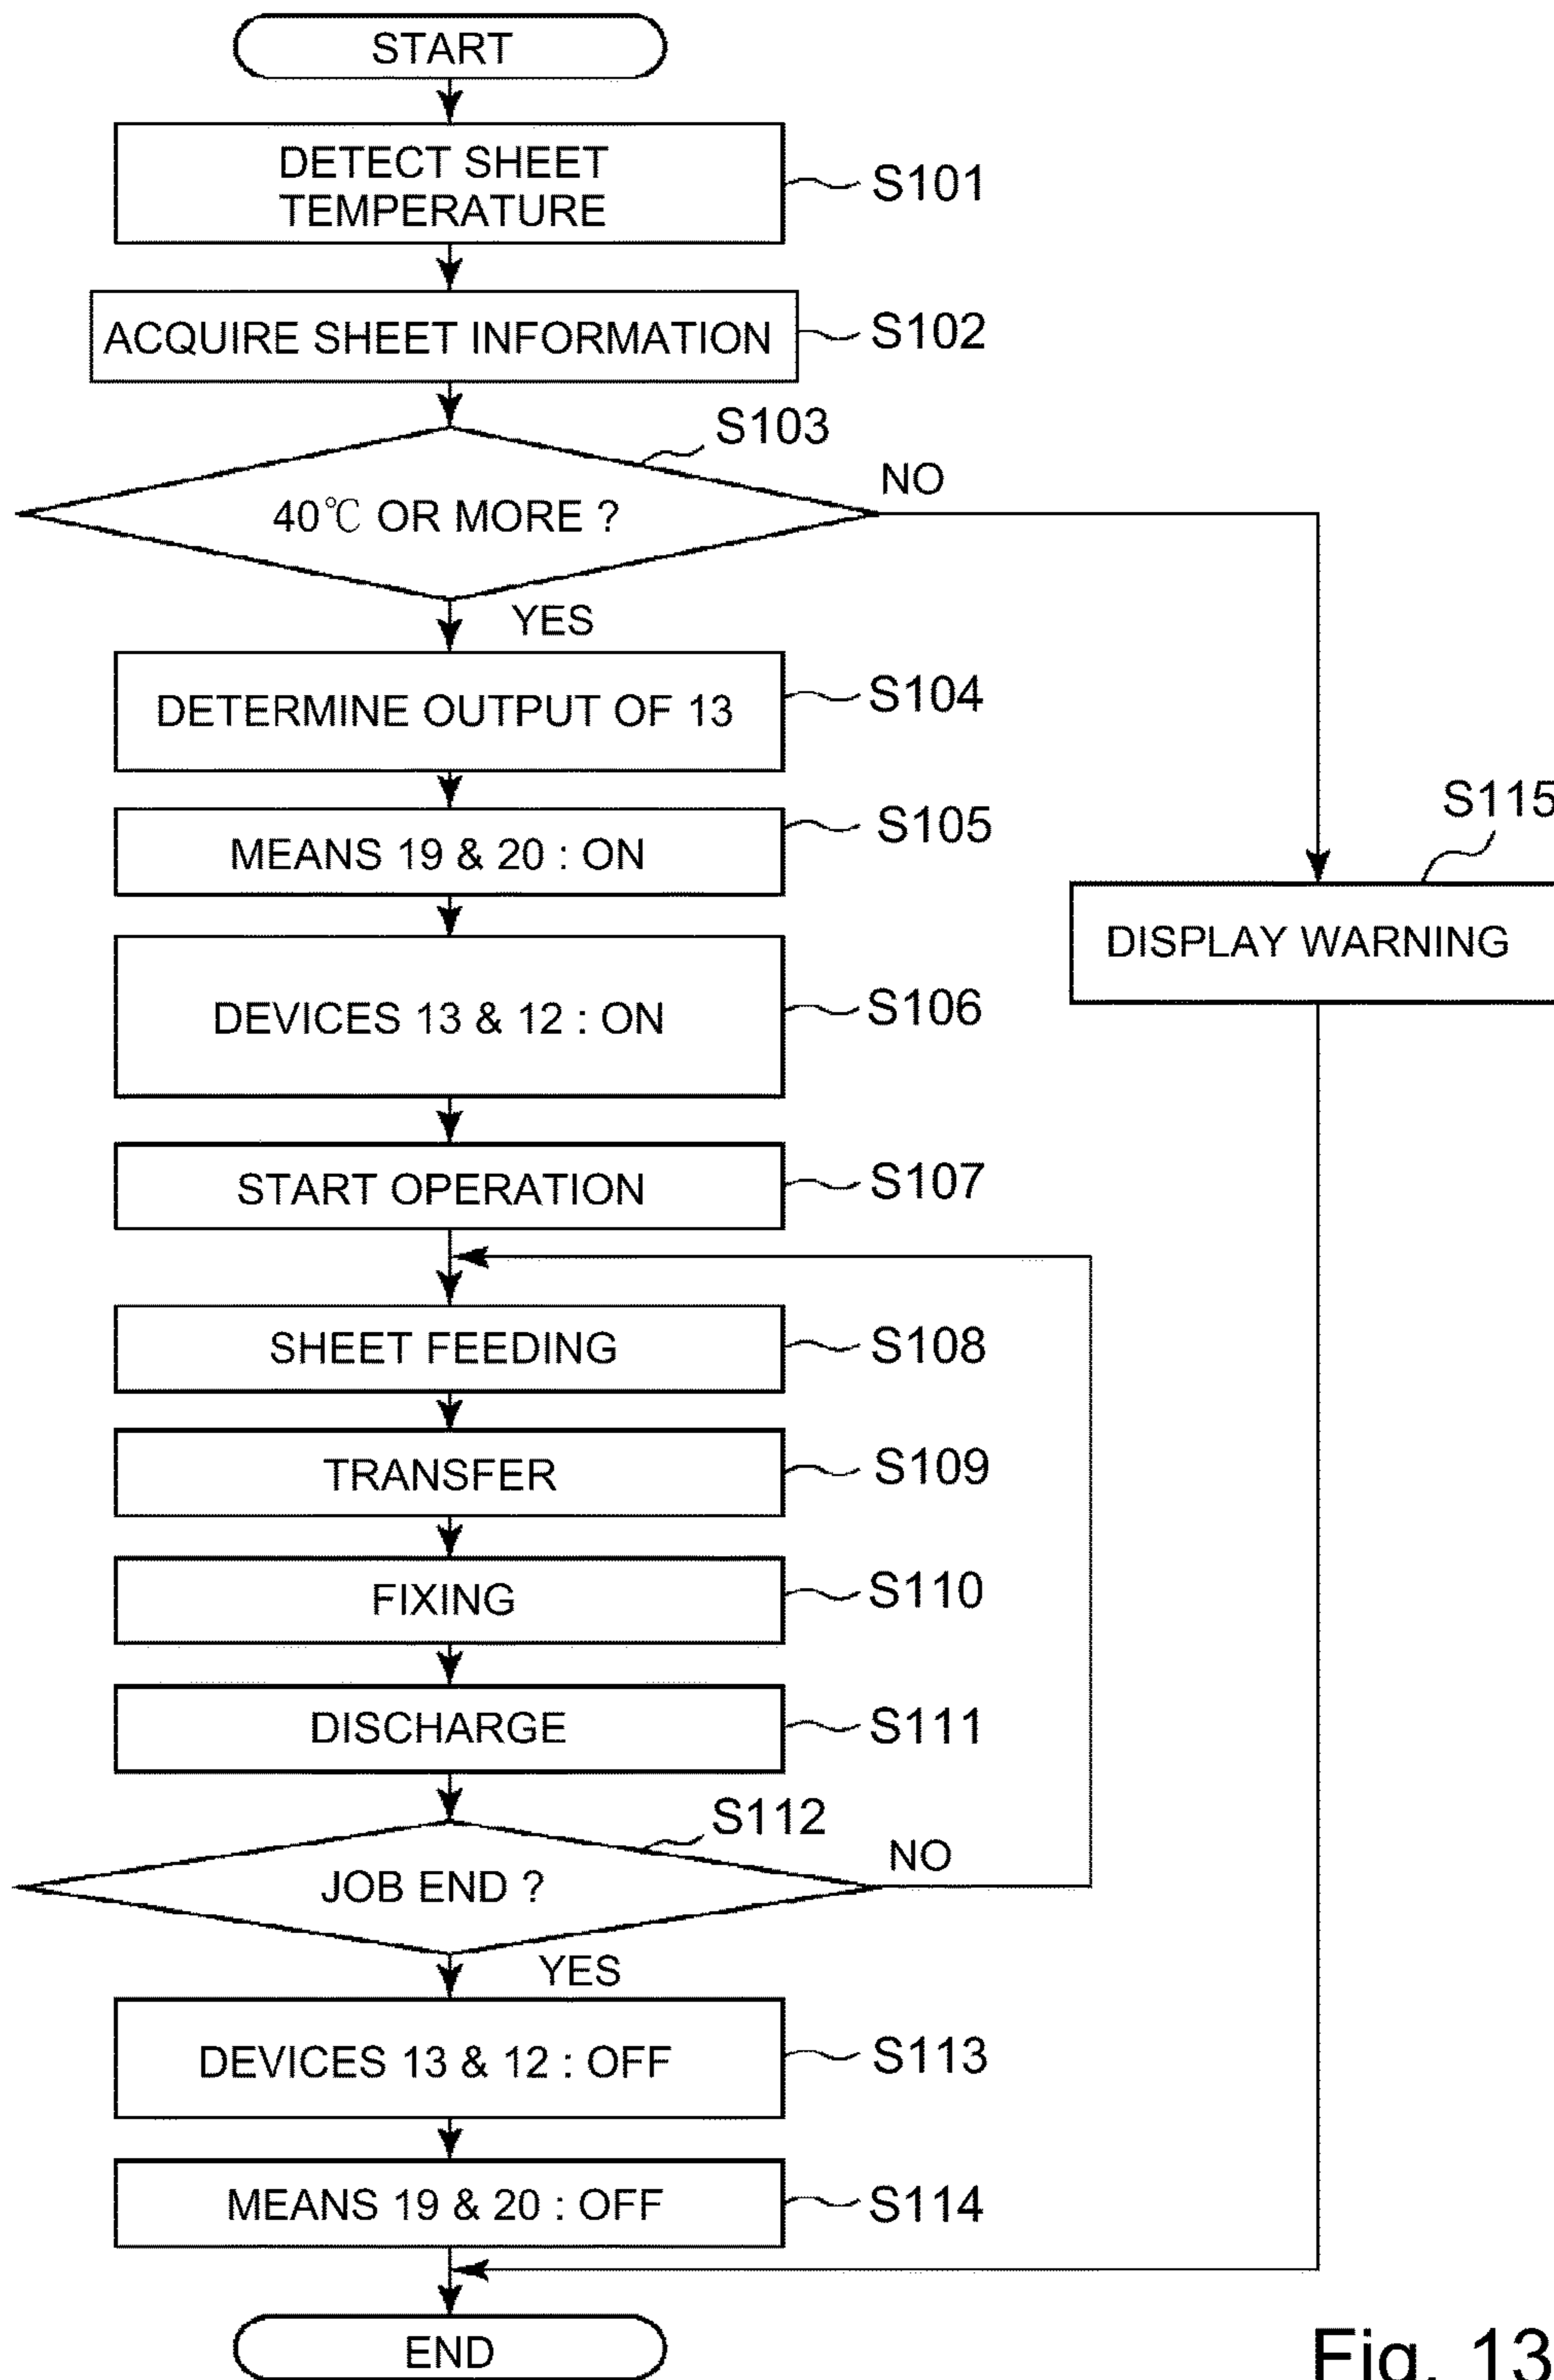 START
DETECT SHEET
TEMPERATURE
S101
ACQUIRE SHEET INFORMATION
S102
S103
40℃ OR MORE ?
NO
YES
DETERMINE OUTPUT OF 13
S104
MEANS 19 & 20 : ON
S105
S115
DISPLAY WARNING
DEVICES 13 & 12 : ON
S106
START OPERATION
S107
SHEET FEEDING
S108
TRANSFER
S109
FIXING
S110
DISCHARGE
S111
S112
JOB END ?
NO
YES
DEVICES 13 & 12 : OFF
S113
MEANS 19 & 20 : OFF
S114
END
Fig. 13